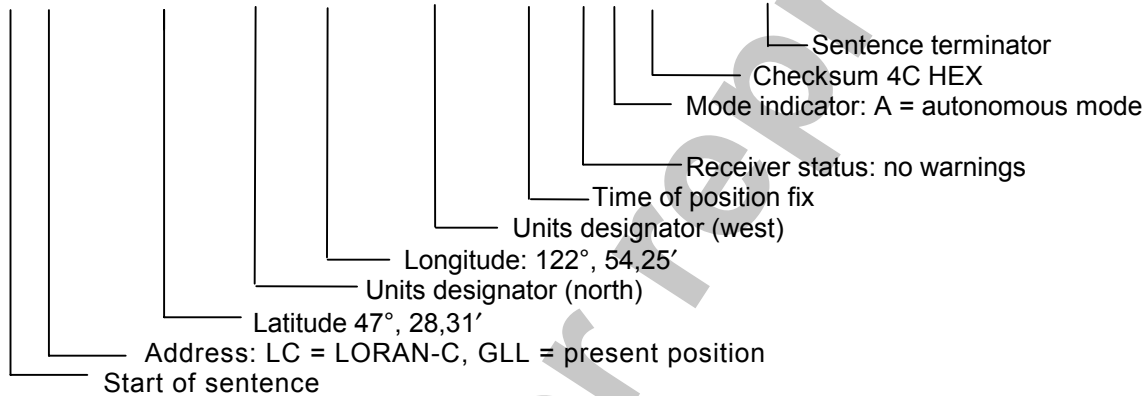 Sentence terminator
Checksum 4C HEX
Mode indicator: A = autonomous mode
Receiver status: no warnings
Time of position fix
Units designator (west)
Longitude: 122°, 54,25′
Units designator (north)
Latitude 47°, 28,31′
Address: LC = LORAN-C, GLL = present position
Start of sentence